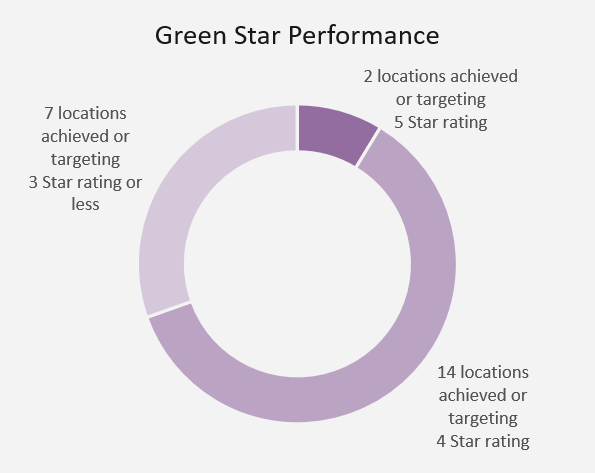 Green Star Performance
2 locations achieved
or targeting
5 Star rating
7 locations
achieved or
targeting
3 Star rating or
less
14 locations
achieved or
targeting
4 Star rating